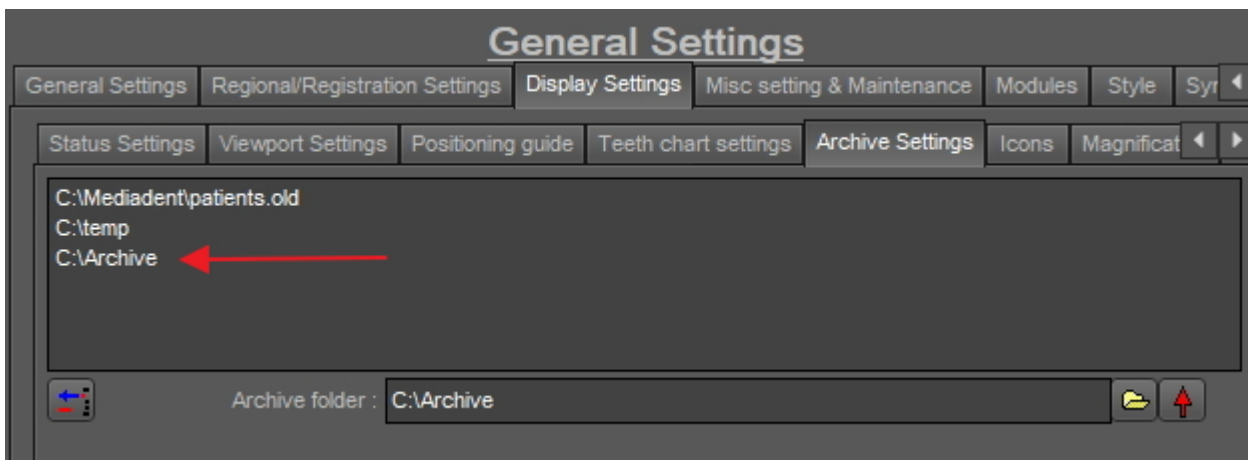 General Settings
General Settings Regional/Registration Settings Display Settings Misc setting & Maintenance Modules Style
Status Settings Viewport Settings Positioning guide Teeth chart settings Archive Settings Icons Magnificat
C:\Mediadent\patients.old
C:\temp
C:\Archive
Archive folder : C:\Archive